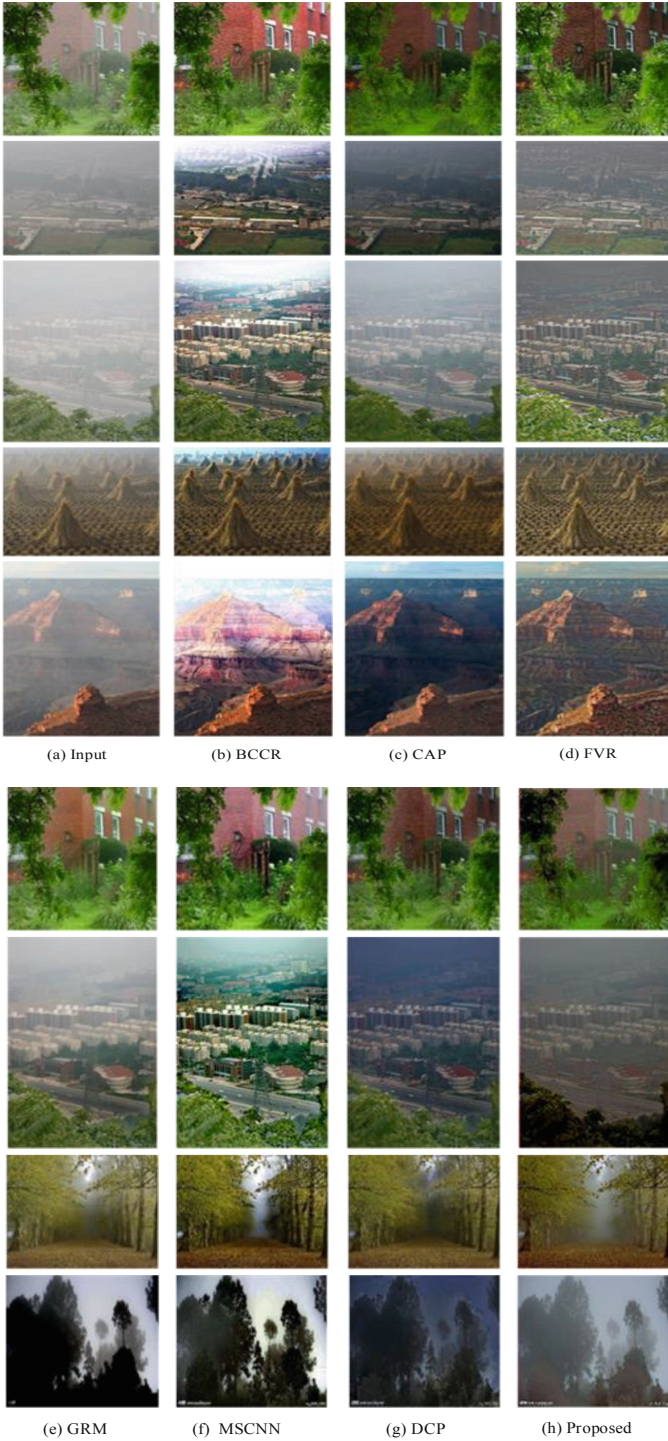 (a) Input
(b) BCCR
(c) CAP
(d) FVR
(e) GRM
(f) MSCNN
(g) DCP
(h) Proposed